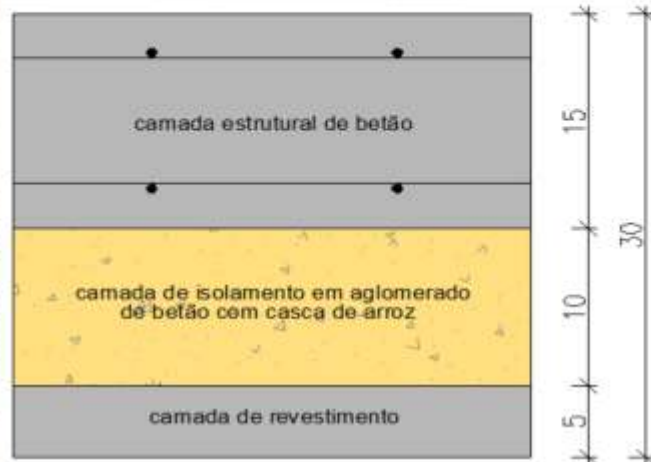 camada estrutural de betão
15
30
camada de isolamento em aglomerado
de betão com casca de arroz
10
camada de revestimento
5